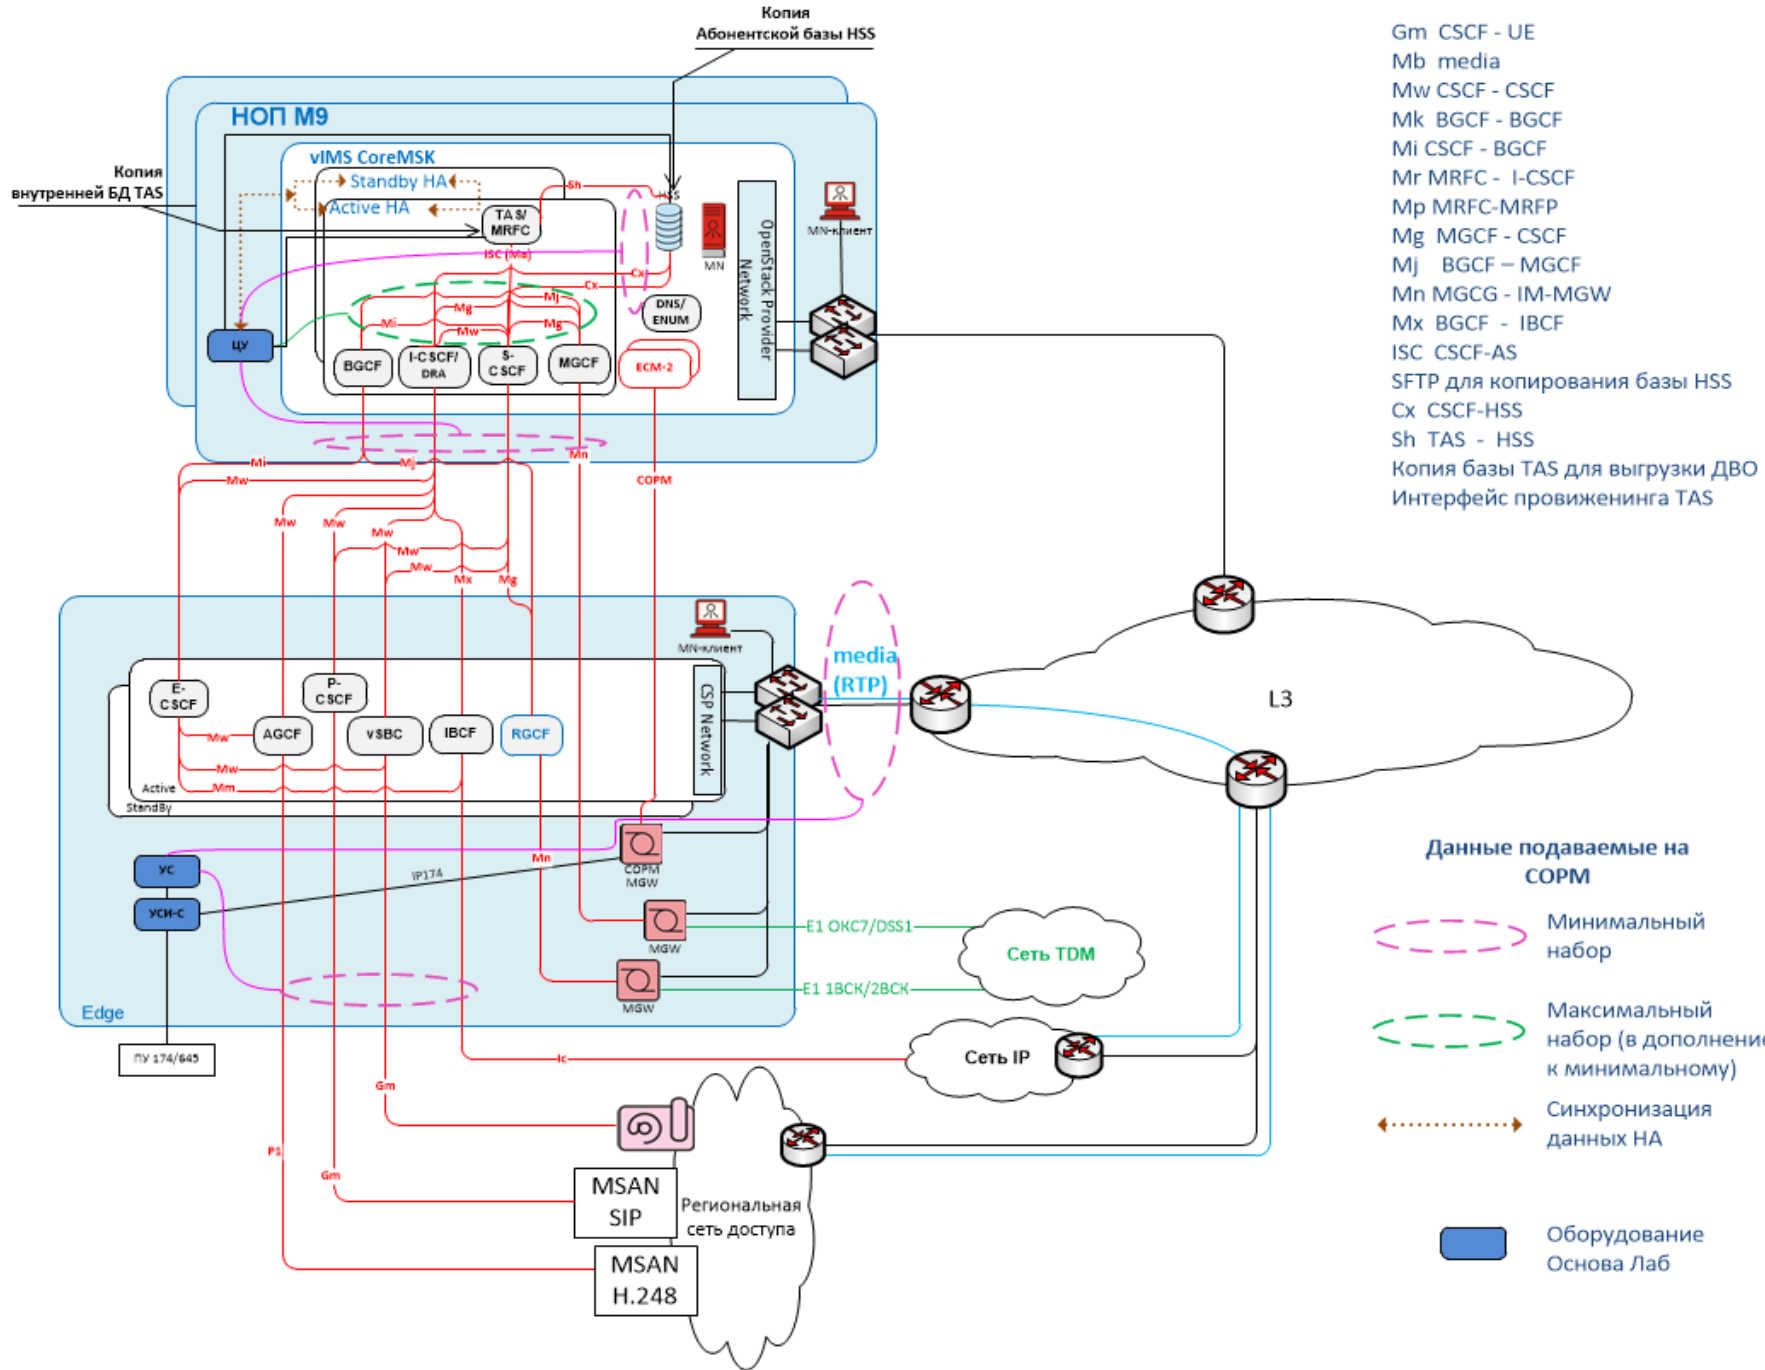 Копия
Абонентской базы HSS
НОП М9
vIMS CoreMSK
Копия
внутренней БД TAS
Standby HA
Active HA
Sh
HSS
TAS/
MRFC
ISC (Ma)
MN
Cx
Cx
DNS/
ENUM
OpenStack Provider
Network
MN-клиент
Mj
Mg
Mi
Mw
Mg
ЦУ
BGCF
I-CSCF/
DRA
S-
CSCF
MGCF
ECM-2
Mi
Mj
Mn
Mw
СОРМ
Mw
Mw
Mw
Mw
Mw
Mx
Mg
MN-клиент
E-
CSCF
P-
CSCF
AGCF
vSBC
IBCF
RGCF
CSP Network
Mw
Mw
Mm
Active
StandBy
media
(RTP)
L3
УС
УСИ-С
IP174
Mn
СОРМ
MGW
MGW
MGW
E1 ОКС7/DSS1
E1 1ВСК/2ВСК
Сеть TDM
Edge
ПУ 174/645
Ic
Сеть IP
Gm
P1
Gm
MSAN
SIP
MSAN
H.248
Региональная
сеть доступа
Gm CSCF - UE
Mb media
Mw CSCF - CSCF
Mk BGCF - BGCF
Mi CSCF - BGCF
Mr MRFC - I-CSCF
Mp MRFC-MRFP
Mg MGCF - CSCF
Mj BGCF – MGCF
Mn MGCG - IM-MGW
Mx BGCF - IBCF
ISC CSCF-AS
SFTP для копирования базы HSS
Cx CSCF-HSS
Sh TAS - HSS
Копия базы TAS для выгрузки ДВО
Интерфейс провиженинга TAS
Данные подаваемые на
СОРМ
Минимальный
набор
Максимальный
набор (в дополнение
к минимальному)
Синхронизация
данных НА
Оборудование
Основа Лаб